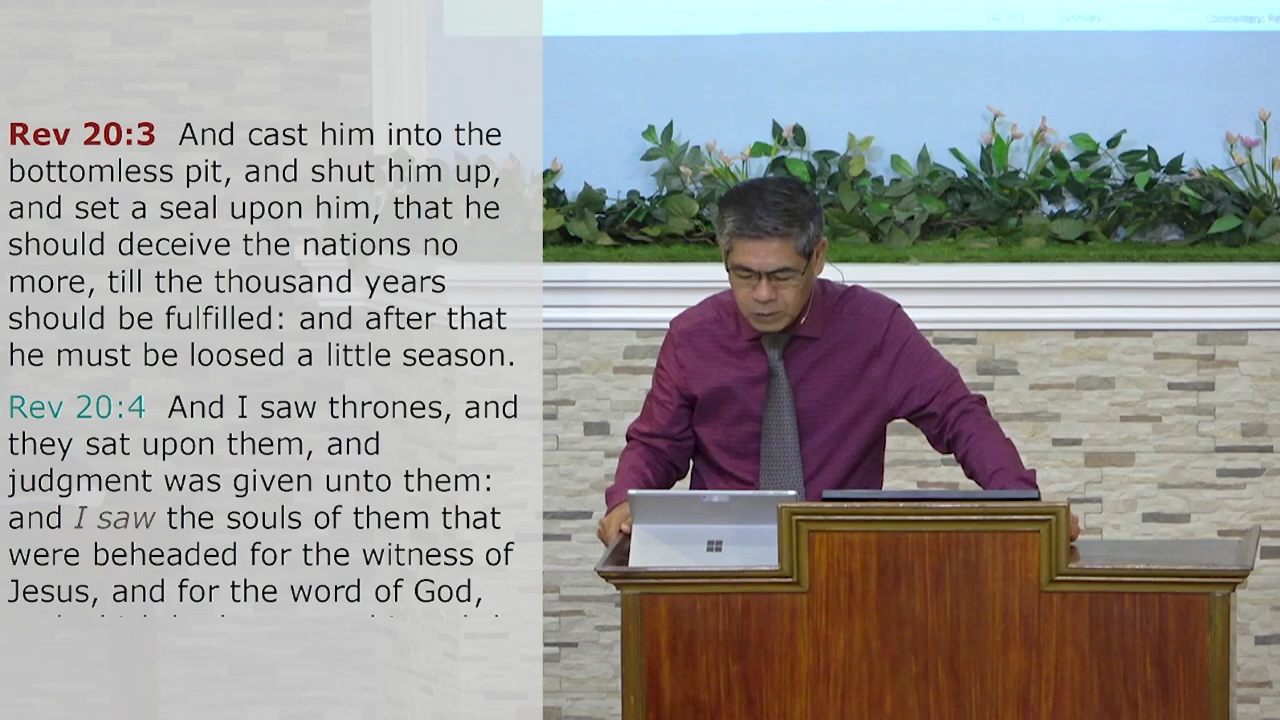 Rev 20:3 And cast him into the
bottomless pit, and shut him up,
and set a seal upon him, that he
should deceive the nations no
more, till the thousand years
should be fulfilled: and after that
he must be loosed a little season.
Rev 20:4 And I saw thrones, and
they sat upon them, and
judgment was given unto them:
and I saw the souls of them that
were beheaded for the witness of
Jesus, and for the word of God,